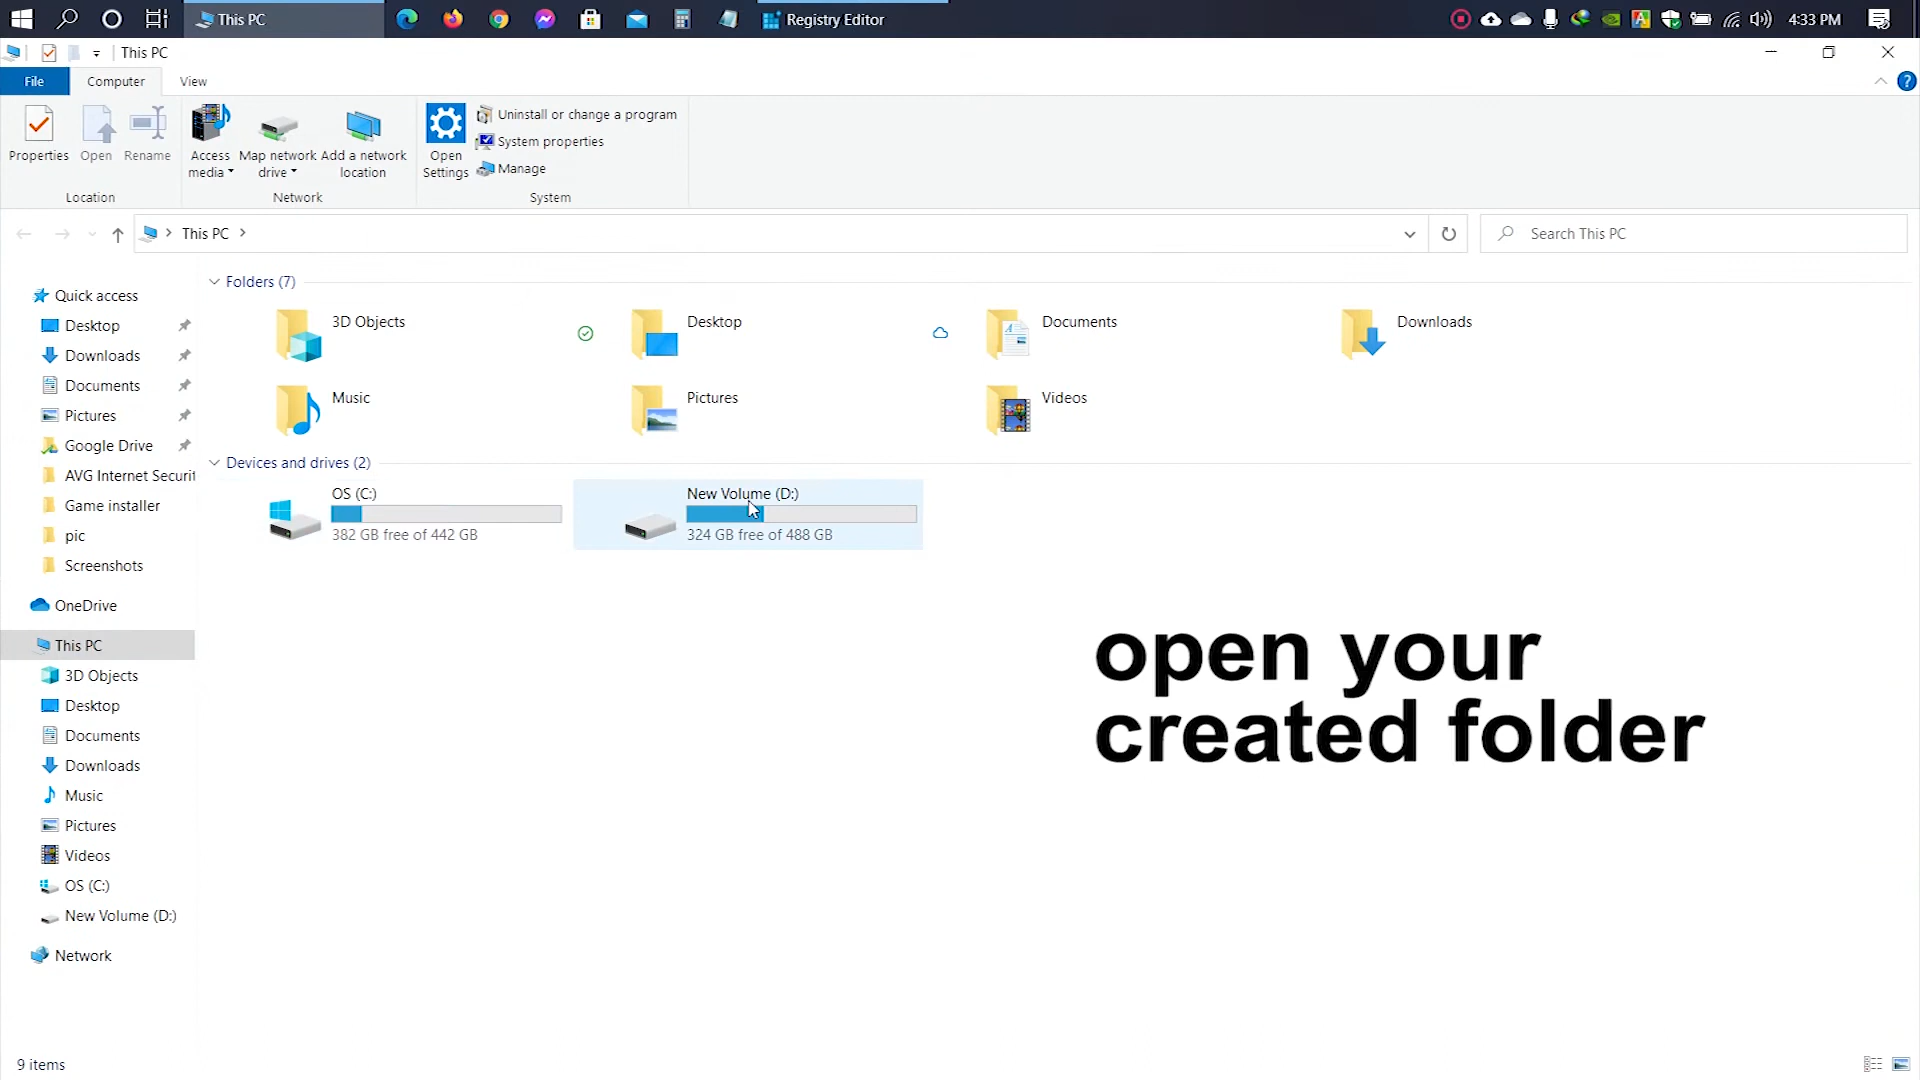 This PC
Registry Editor
4:33 PM
This PC
File
Computer
View
Properties
Open
Rename
Access media
Map network drive
Add a network location
Open Settings
Uninstall or change a program
System properties
Manage
Location
Network
System
This PC
Search This PC
Quick access
Desktop
Downloads
Documents
Pictures
Google Drive
AVG Internet Securit
Game installer
pic
Screenshots
OneDrive
This PC
3D Objects
Desktop
Documents
Downloads
Music
Pictures
Videos
OS (C:)
New Volume (D:)
Network
Folders (7)
3D Objects
Desktop
Documents
Downloads
Music
Pictures
Videos
Devices and drives (2)
OS (C:)
382 GB free of 442 GB
New Volume (D:)
324 GB free of 488 GB
open your
created folder
9 items